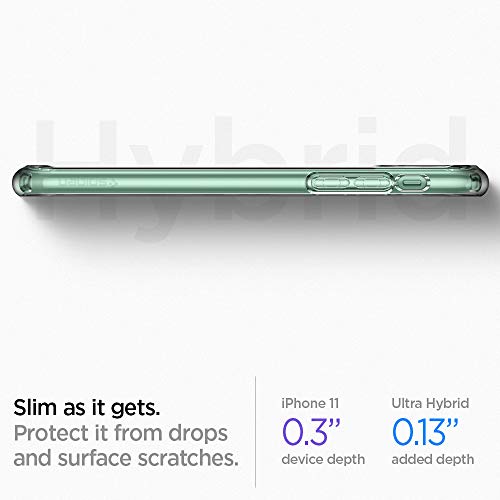 Hybrid
spigen
Slim as it gets.
Protect it from drops
and surface scratches.
iPhone 11
0.3”
device depth
Ultra Hybrid
0.13”
added depth